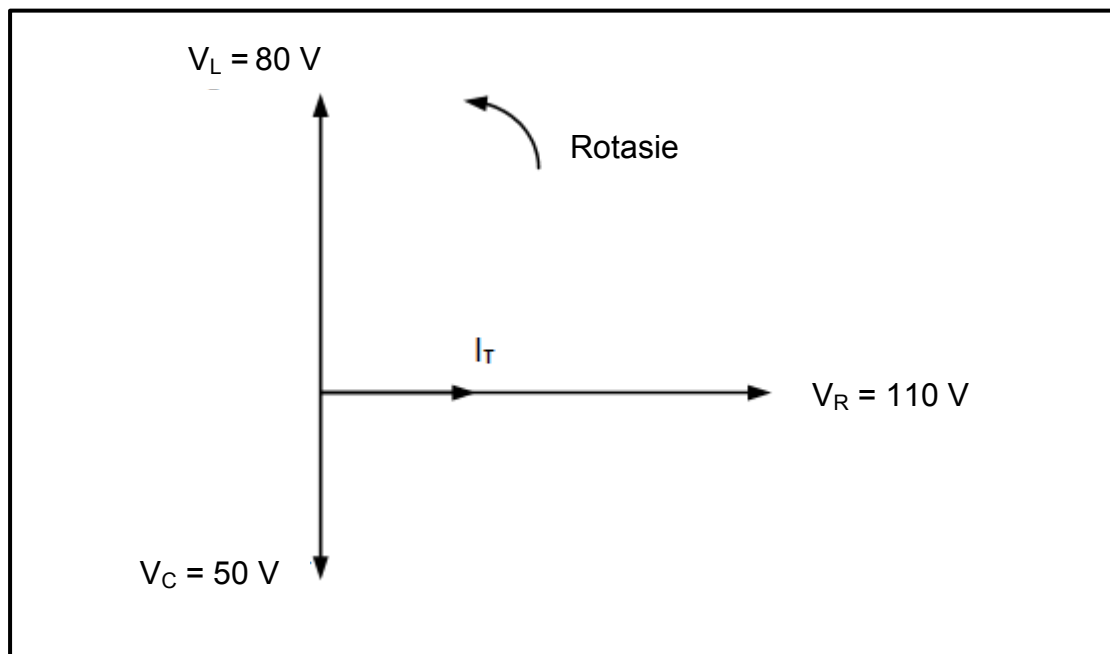 V_L = 80 V
Rotasie
I_T
V_R = 110 V
V_C = 50 V